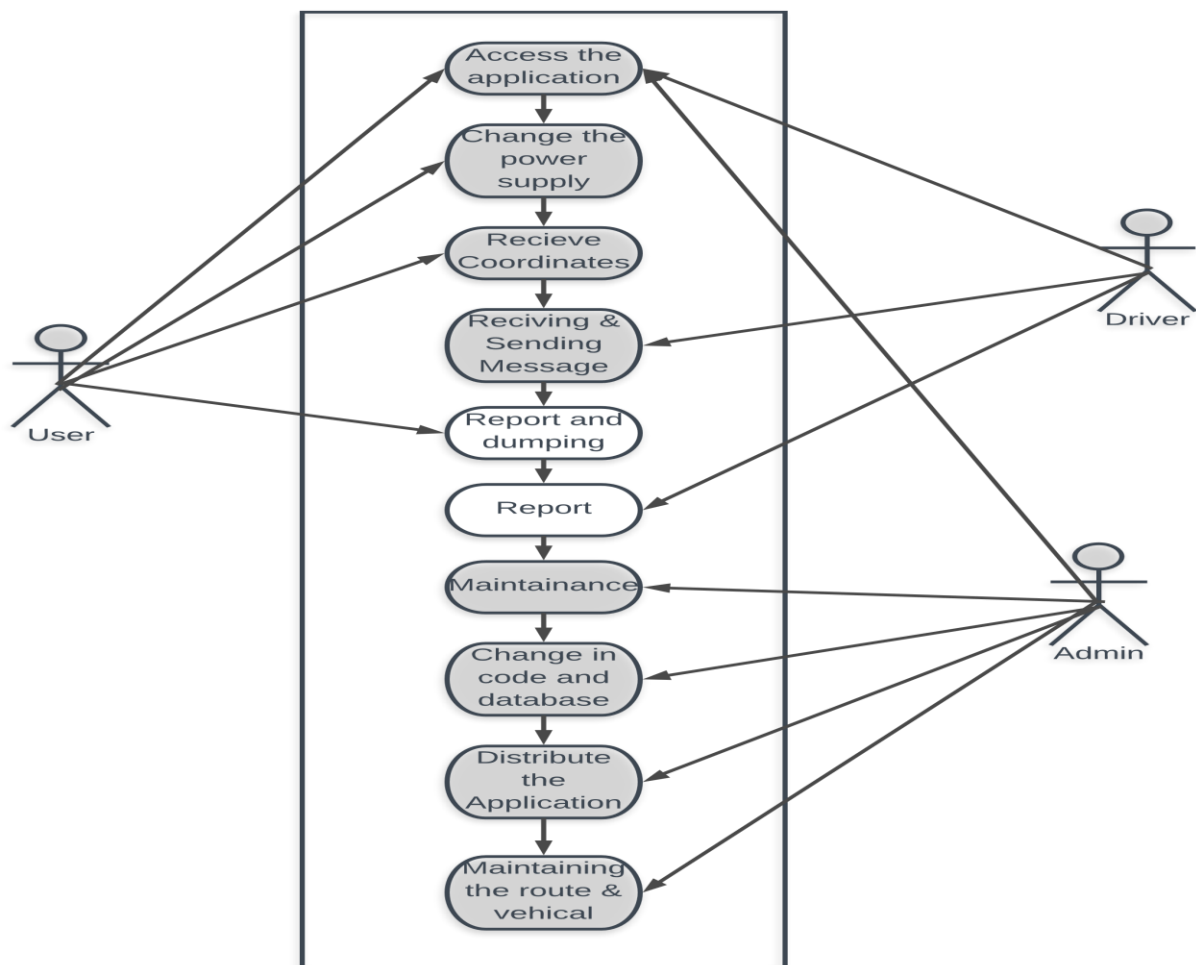 Access the
application
Change the
power
supply
Recieve
Coordinates
Reciving &
Sending
Message
Report and
dumping
Report
Maintainance
Change in
code and
database
Distribute
the
Application
Maintaining
the route &
vehical
User
Driver
Admin